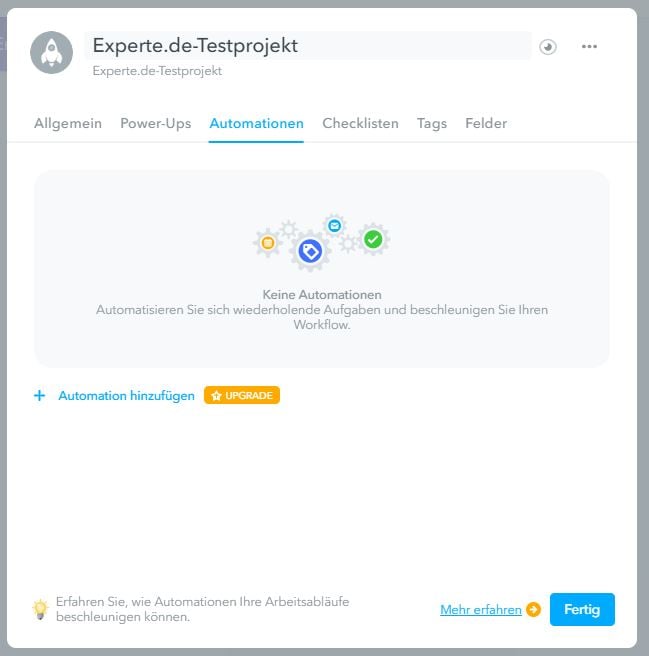 Experte.de-Testprojekt
Experte.de-Testprojekt
Allgemein Power-Ups Automationen Checklisten Tags Felder
Keine Automationen
Automatisieren Sie sich wiederholende Aufgaben und beschleunigen Sie Ihren
Workflow.
+ Automation hinzufügen UPGRADE
Erfahren Sie, wie Automationen Ihre Arbeitsabläufe
beschleunigen können.
Mehr erfahren
Fertig